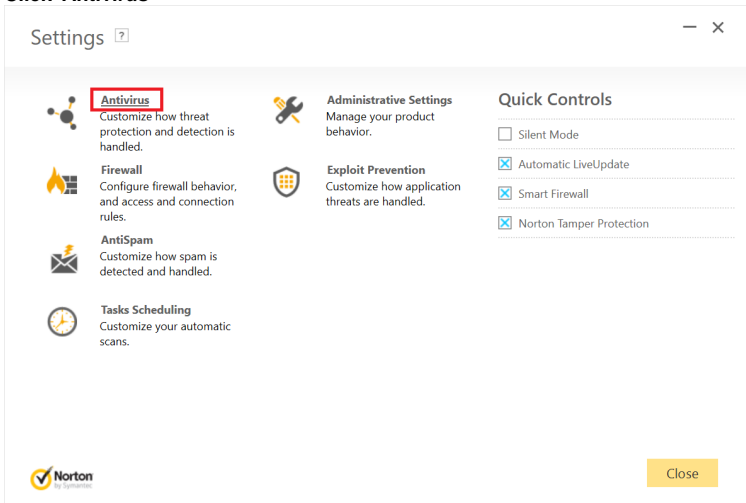 Settings ?
Antivirus
Customize how threat
protection and detection is
handled.
Firewall
Configure firewall behavior,
and access and connection
rules.
AntiSpam
Customize how spam is
detected and handled.
Tasks Scheduling
Customize your automatic
scans.
Administrative Settings
Manage your product
behavior.
Exploit Prevention
Customize how application
threats are handled.
Quick Controls
Silent Mode
Automatic LiveUpdate
Smart Firewall
Norton Tamper Protection
Norton
by Symantec
Close